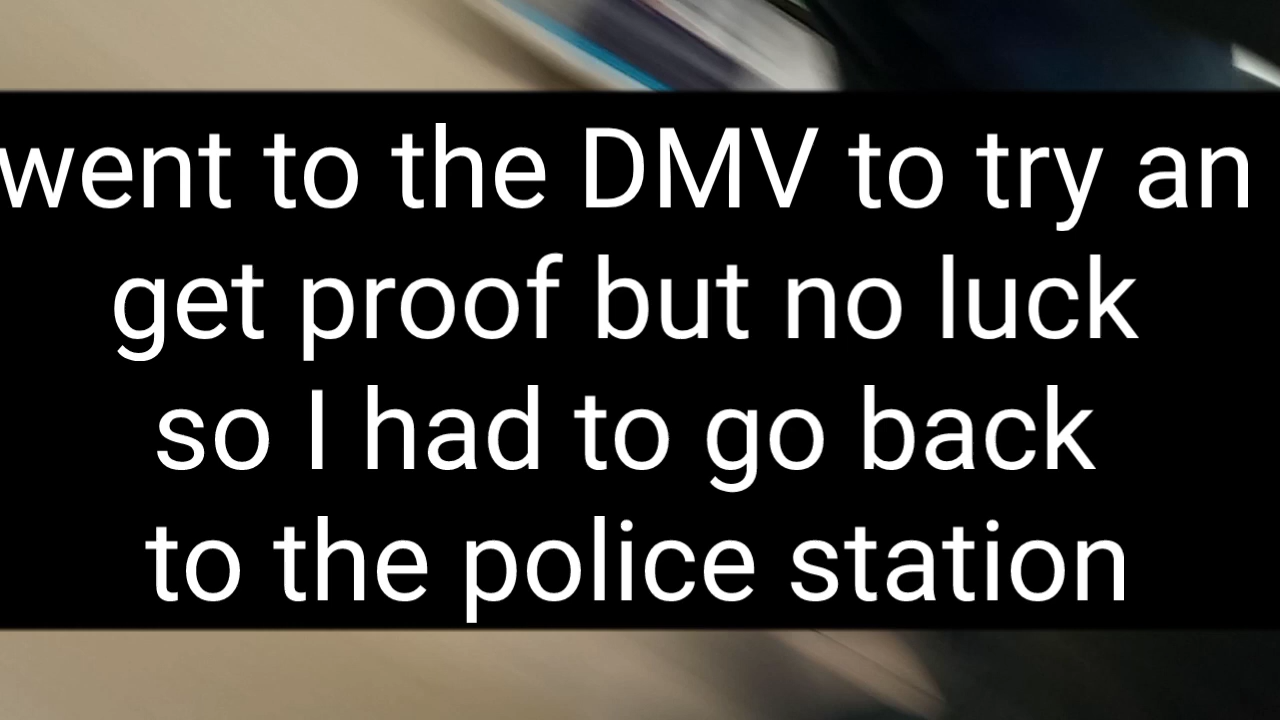 went to the DMV to try an
get proof but no luck
so I had to go back
to the police station